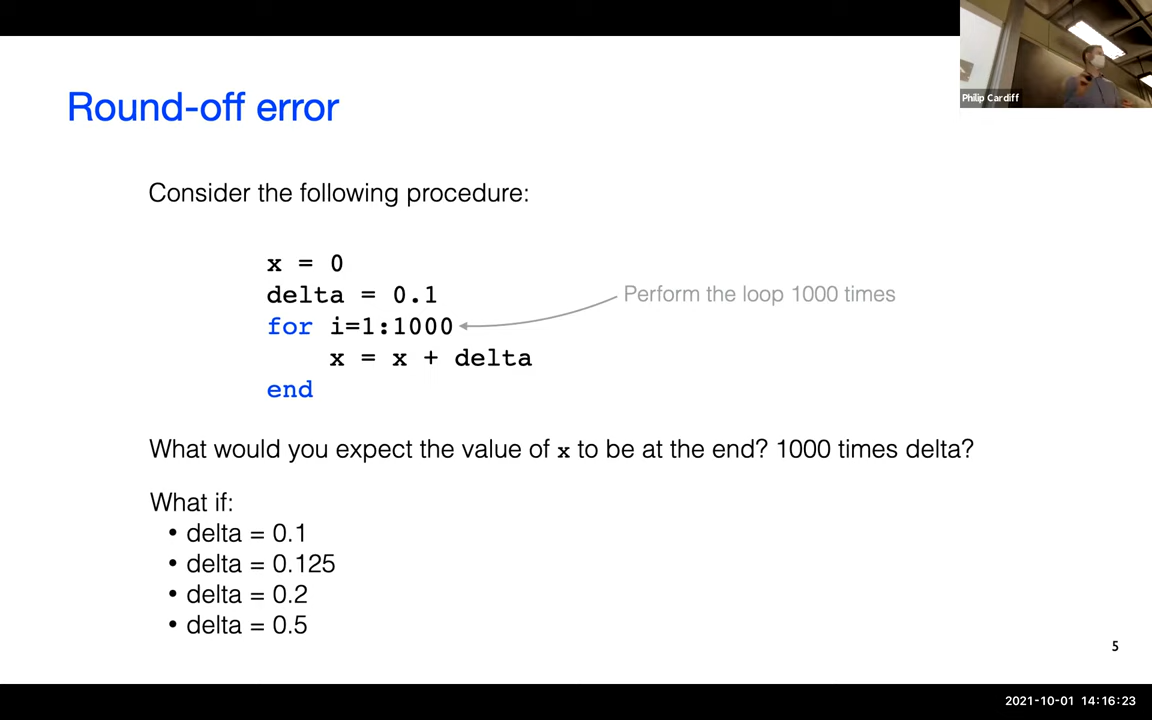 Philip Cardiff
Round-off error
Consider the following procedure:
x = 0
delta = 0.1
for i=1:1000
Perform the loop 1000 times
x = x + delta
end
What would you expect the value of x to be at the end? 1000 times delta?
What if:
• delta = 0.1
• delta = 0.125
• delta = 0.2
• delta = 0.5
5
2021-10-01 14:16:23